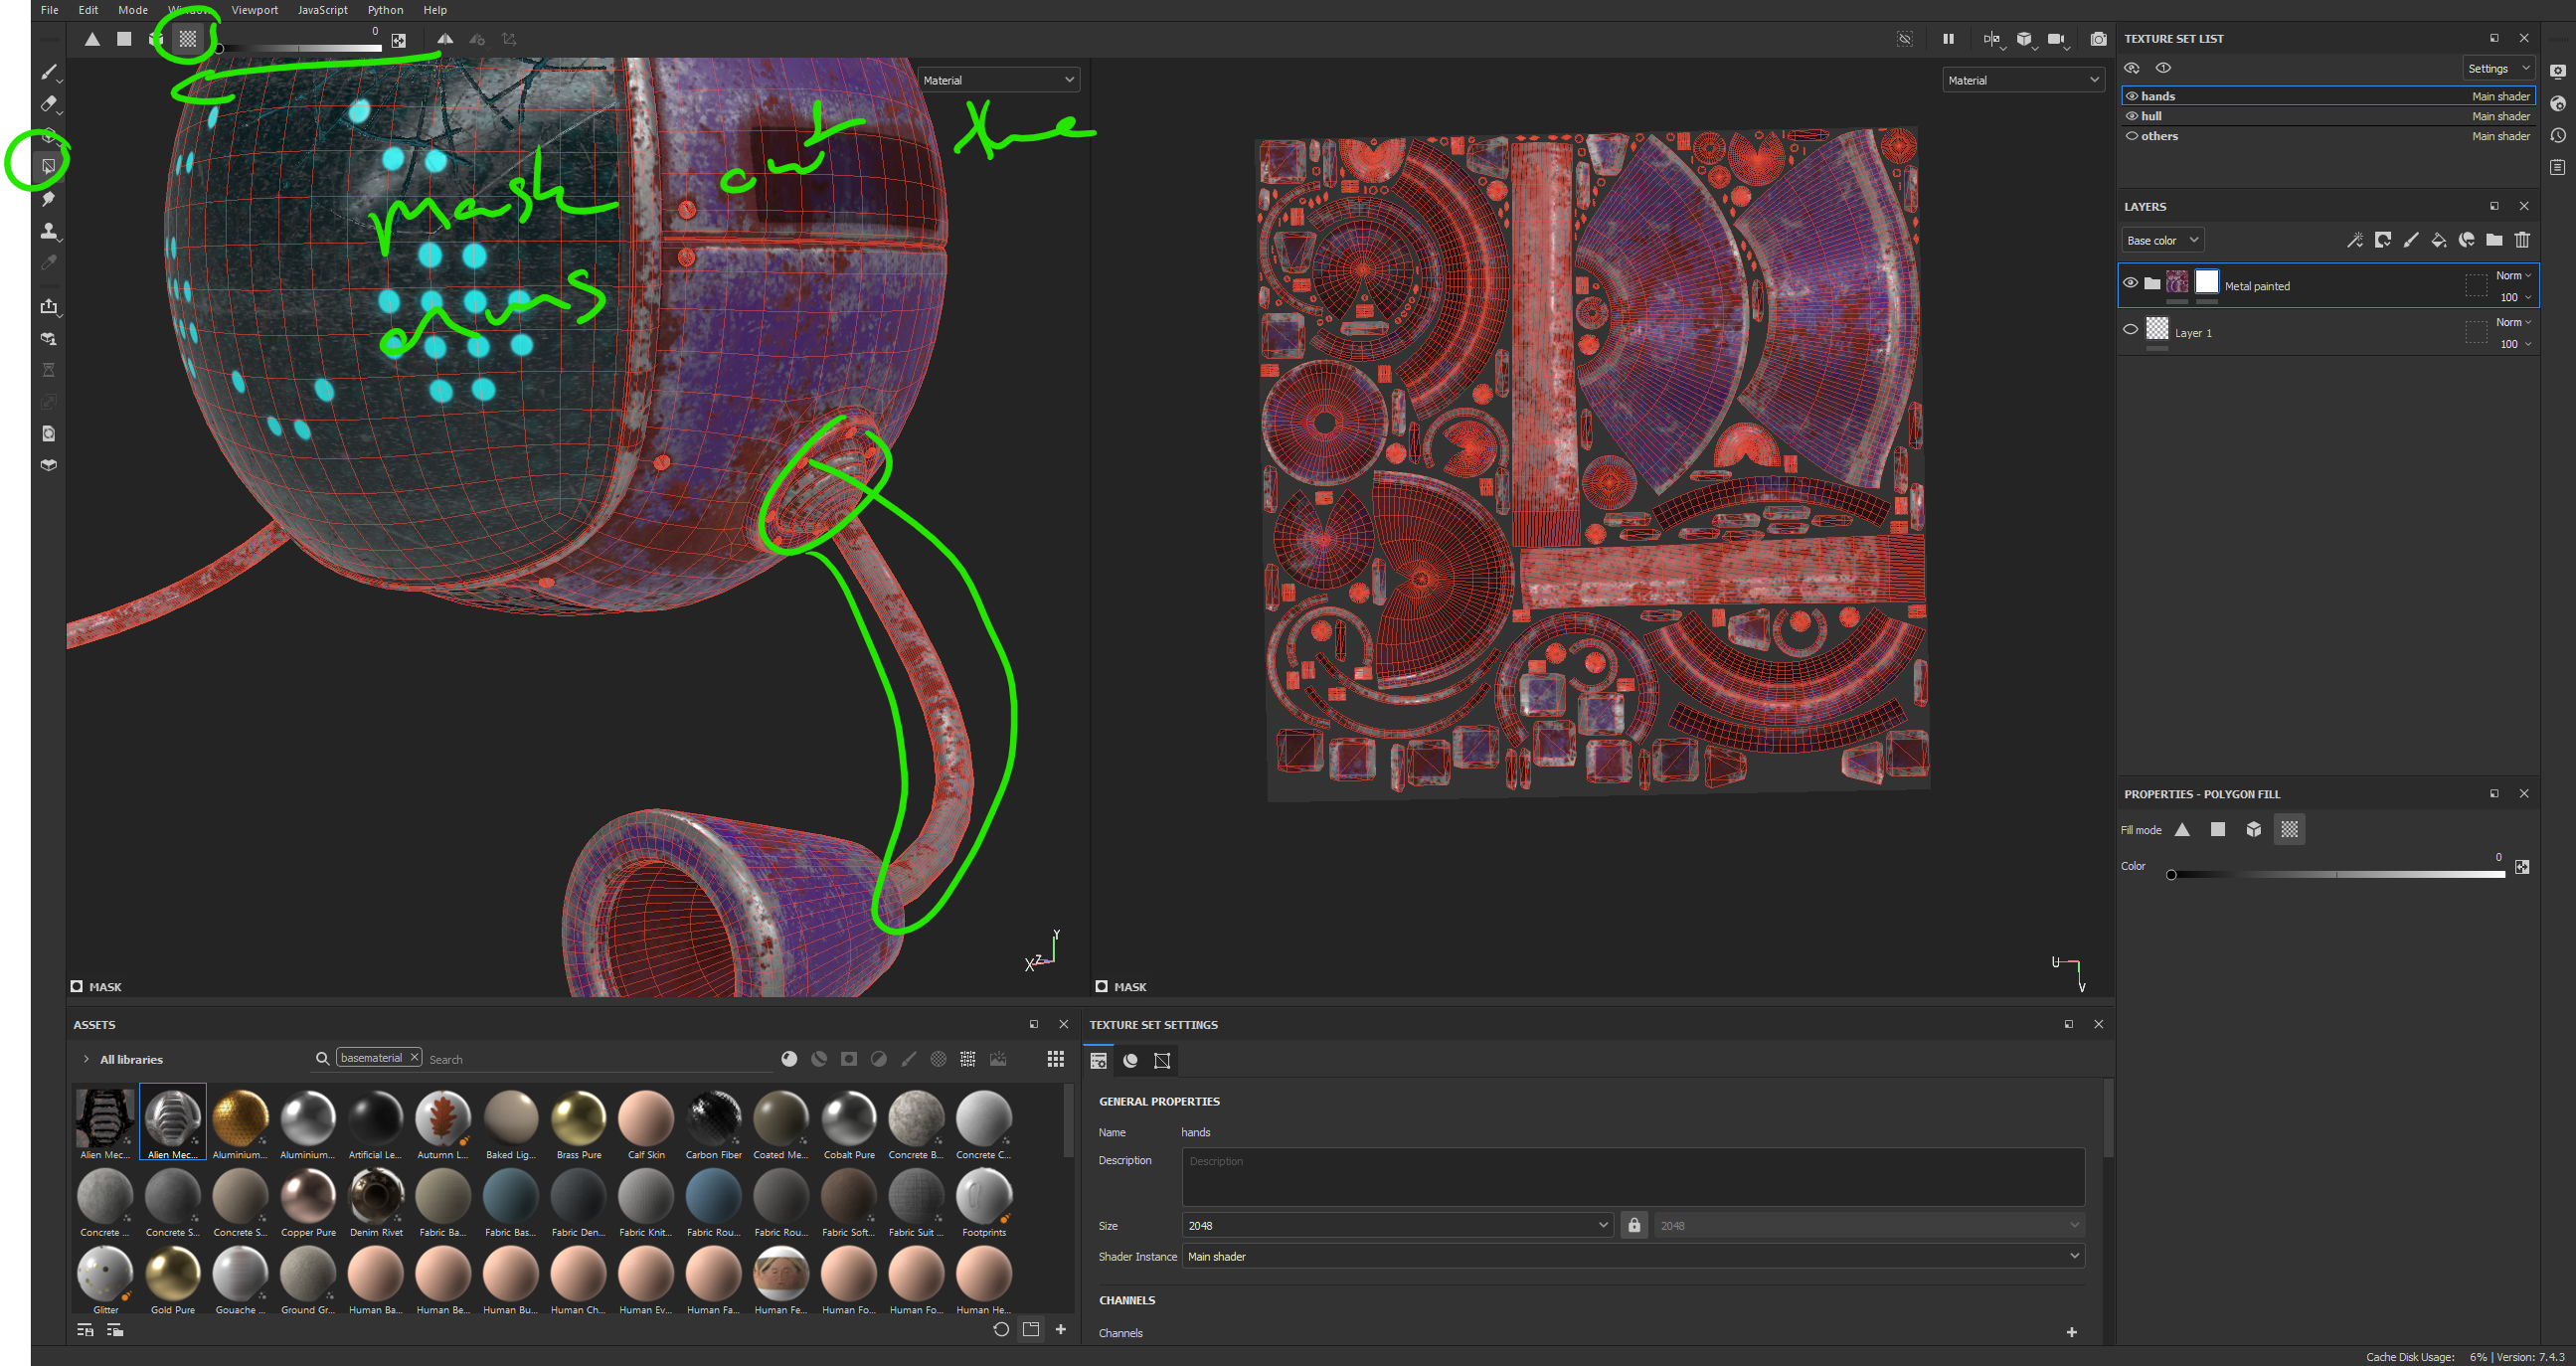 File Edit Mode Window Viewport JavaScript Python Help
0
Material
Material
cut
mask
MASK
MASK
X Y Z
U V
TEXTURE SET LIST
Settings
hands Main shader
hull Main shader
others Main shader
LAYERS
Base color
Metal painted Norm 100
Layer 1 Norm 100
PROPERTIES - POLYGON FILL
Fill mode
Color 0
ASSETS
All libraries basematerial Search
Alien Mec... Alien Mec... Aluminium... Aluminium... Artificial Le... Autumn L... Baked Lig... Brass Pure Calf Skin Carbon Fiber Coated Me... Cobalt Pure Concrete B... Concrete C...
Concrete ... Concrete S... Concrete S... Copper Pure Denim Rivet Fabric Ba... Fabric Bas... Fabric Den... Fabric Knit... Fabric Rou... Fabric Rou... Fabric Soft... Fabric Suit ... Footprints
Glitter Gold Pure Gouache ... Ground Gr... Human Ba... Human Be... Human Bu... Human Ch... Human Ev... Human Fa... Human Fe... Human Fo... Human Fo... Human He...
TEXTURE SET SETTINGS
GENERAL PROPERTIES
Name hands
Description Description
Size 2048 2048
Shader Instance Main shader
CHANNELS
Channels
Cache Disk Usage: 6% | Version: 7.4.3